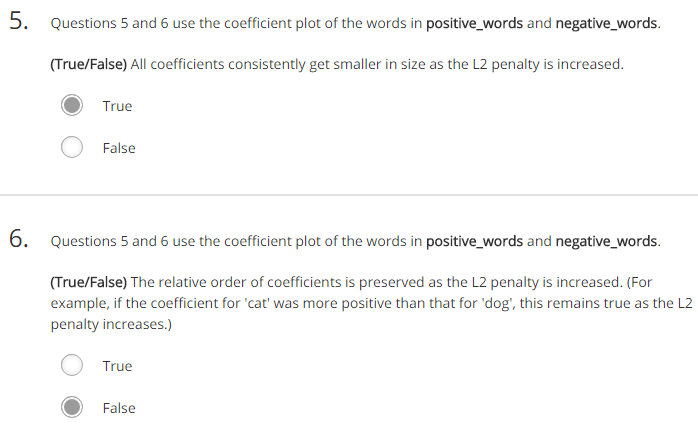 5. Questions 5 and 6 use the coefficient plot of the words in positive_words and negative_words.
(True/False) All coefficients consistently get smaller in size as the L2 penalty is increased.
True
False
6. Questions 5 and 6 use the coefficient plot of the words in positive_words and negative_words.
(True/False) The relative order of coefficients is preserved as the L2 penalty is increased. (For
example, if the coefficient for 'cat' was more positive than that for 'dog', this remains true as the L2
penalty increases.)
True
False